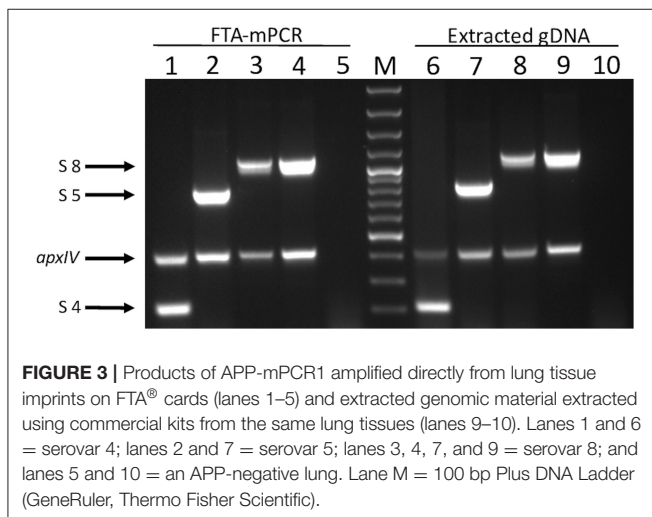 FTA-mPCR Extracted gDNA
1 2 3 4 5 M 6 7 8 9 10
S 8
S 5
apxIV
S 4
FIGURE 3 | Products of APP-mPCR1 amplified directly from lung tissue
imprints on FTA® cards (lanes 1–5) and extracted genomic material extracted
using commercial kits from the same lung tissues (lanes 9–10). Lanes 1 and 6
= serovar 4; lanes 2 and 7 = serovar 5; lanes 3, 4, 7, and 9 = serovar 8; and
lanes 5 and 10 = an APP-negative lung. Lane M = 100 bp Plus DNA Ladder
(GeneRuler, Thermo Fisher Scientific).